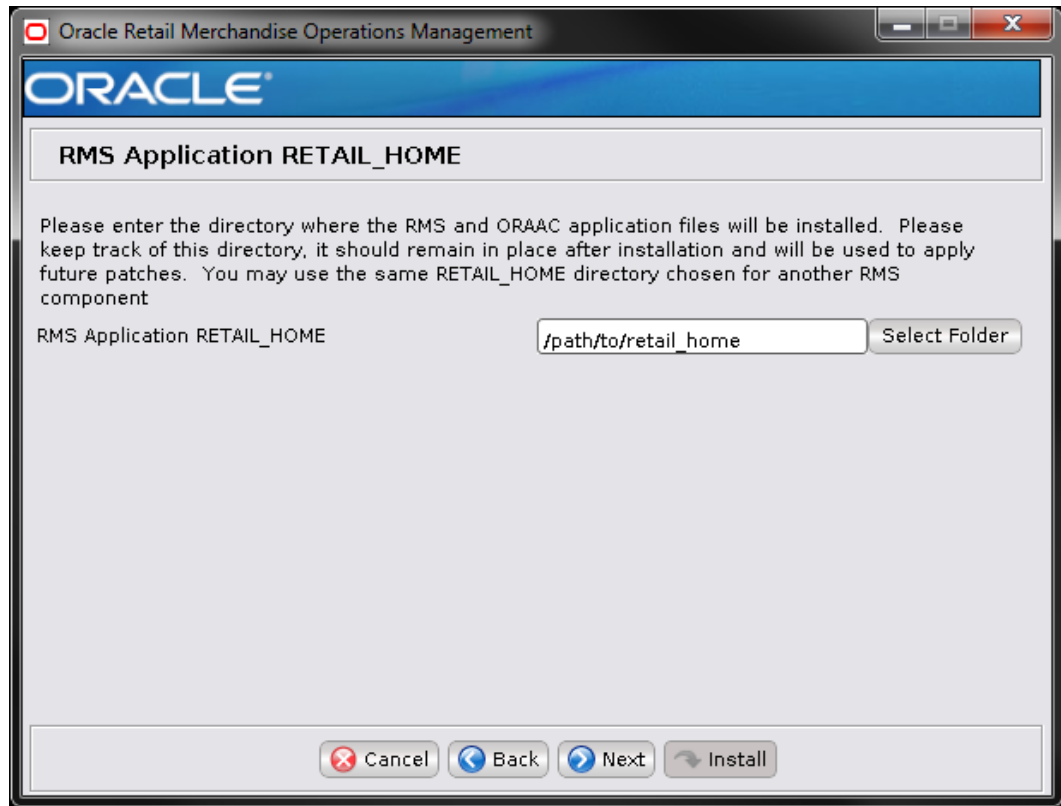 Oracle Retail Merchandise Operations Management
ORACLE®
RMS Application RETAIL_HOME
Please enter the directory where the RMS and ORAAC application files will be installed.  Please
keep track of this directory, it should remain in place after installation and will be used to apply
future patches.  You may use the same RETAIL_HOME directory chosen for another RMS
component
RMS Application RETAIL_HOME /path/to/retail_home Select Folder
Cancel Back Next Install